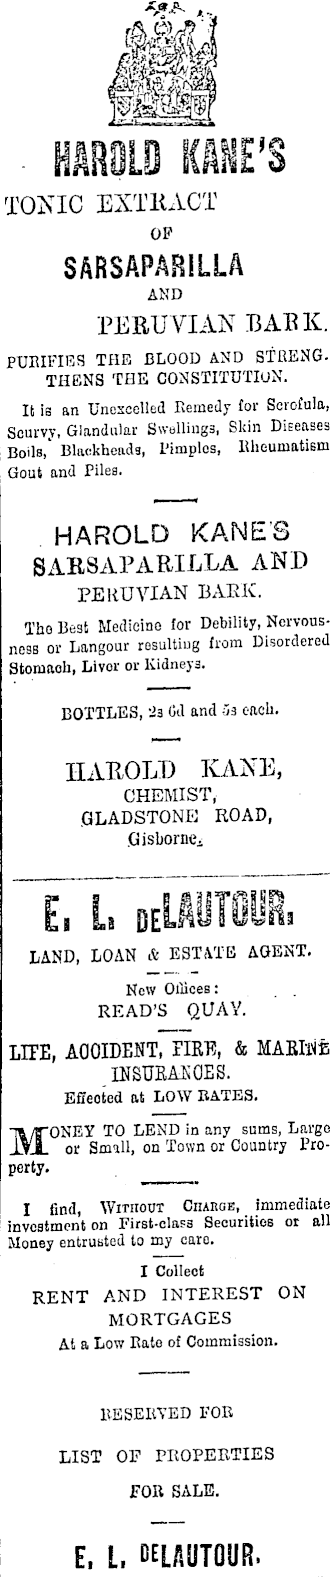 HAROLD KANE'S
TONIC EXTRACT
OF
SARSAPARILLA
AND
PERUVIAN BARK.
PURIFIES THE BLOOD AND STRENG-
THENS THE CONSTITUTION.
It is an Unexcelled Remedy for Scrofula,
Scurvy, Glandular Swellings, Skin Diseases
Boils, Blackheads, Pimples, Rheumatism
Gout and Piles.
HAROLD KANE'S
SARSAPARILLA AND
PERUVIAN BARK.
The Best Medicine for Debility, Nervous-
ness or Langour resulting from Disordered
Stomach, Liver or Kidneys.
BOTTLES, 2s 6d and 5s each.
HAROLD KANE,
CHEMIST,
GLADSTONE ROAD,
Gisborne.
E. L. DELAUTOUR,
LAND, LOAN & ESTATE AGENT.
New Offices:
READ'S QUAY.
LIFE, ACCIDENT, FIRE, & MARINE
INSURANCES.
Effected at LOW RATES.
MONEY TO LEND in any sums, Large
or Small, on Town or Country Pro-
perty.
I find, WITHOUT CHARGE, immediate
investment on First-class Securities or all
Money entrusted to my care.
I Collect
RENT AND INTEREST ON
MORTGAGES
At a Low Rate of Commission.
RESERVED FOR
LIST OF PROPERTIES
FOR SALE.
E. L. DELAUTOUR.